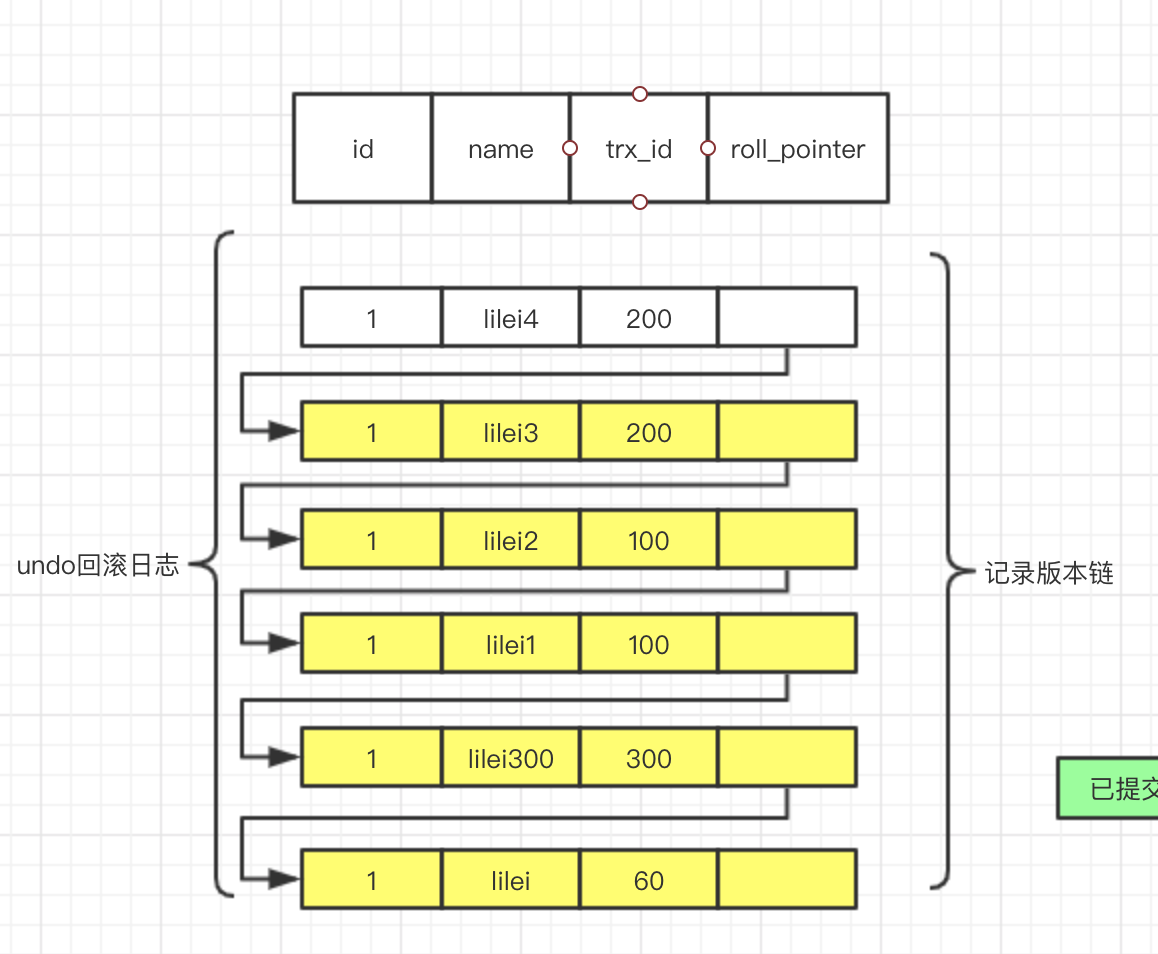 id name trx_id roll_pointer
1 lilei4 200
1 lilei3 200
1 lilei2 100
undo回滚日志
记录版本链
1 lilei1 100
1 lilei300 300
已提交
1 lilei 60